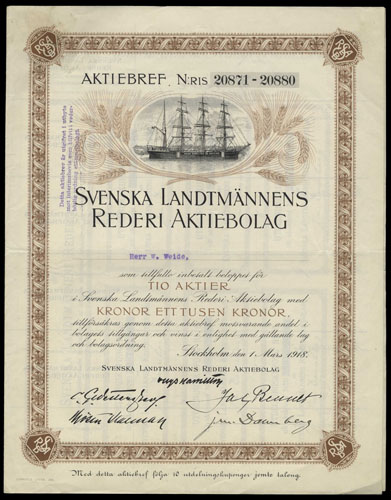 AKTIEBREF, N:RIS 20871-20880
SVENSKA LANDTMÄNNENS
REDERI AKTIEBOLAG
Herr W. Weide,
som tillfullo inbetalt beloppet för
TIO AKTIER
i Svenska Landtmännens Rederi Aktiebolag med
KRONOR ETTUSEN KRONOR,
tillförsäkras genom detta aktiebref motsvarande andel i
bolagets tillgångar och vinst i enlighet med gällande lag
och bolagsordning.
Stockholm den 1. Mars 1918.
SVENSKA LANDTMÄNNENS REDERI AKTIEBOLAG
Med detta aktiebref följa 10 utdelningskuponger jemte talong.